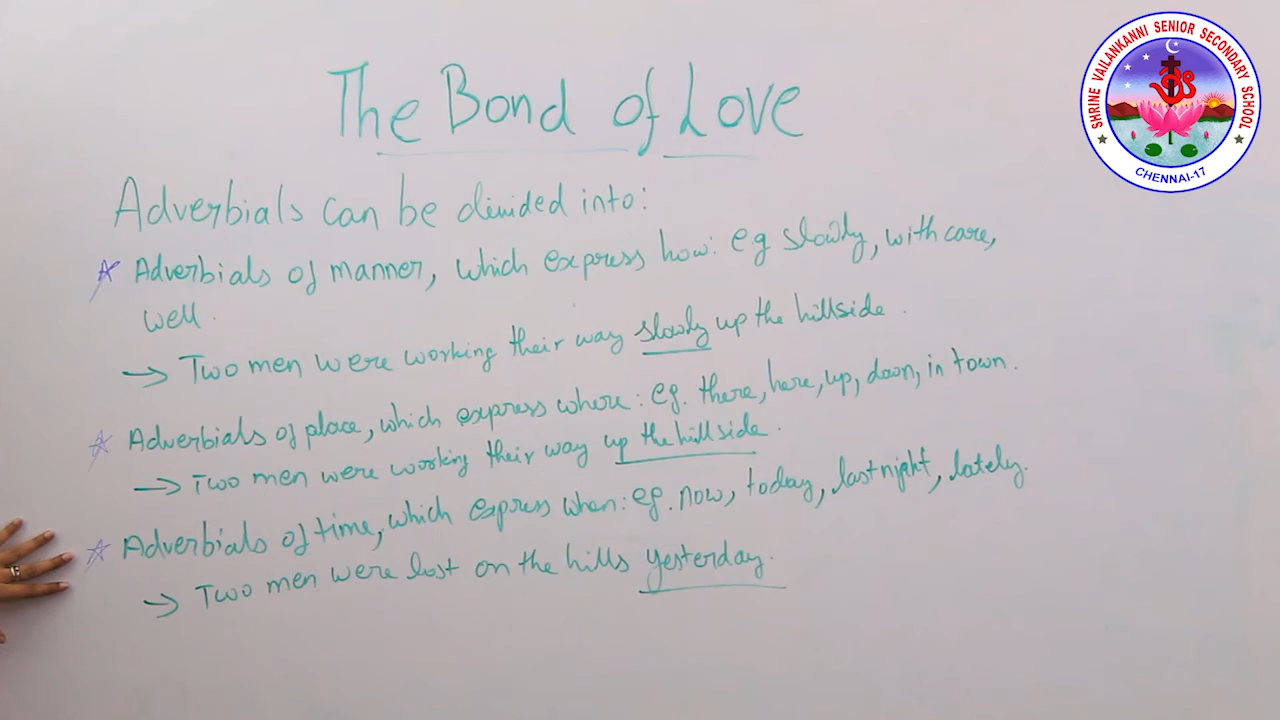 The Bond of Love
Adverbials can be divided into:
Adverbials of manner, which express how: e.g slowly, with care,
well.
→ Two men were working their way slowly up the hillside.
Adverbials of place, which express where: eg. there, here, up, down, in town.
→ Two men were working their way up the hillside.
Adverbials of time, which express when: eg. now, today, last night, lately.
→ Two men were lost on the hills yesterday.
SHRINE VAILANKANNI SENIOR SECONDARY SCHOOL
CHENNAI-17